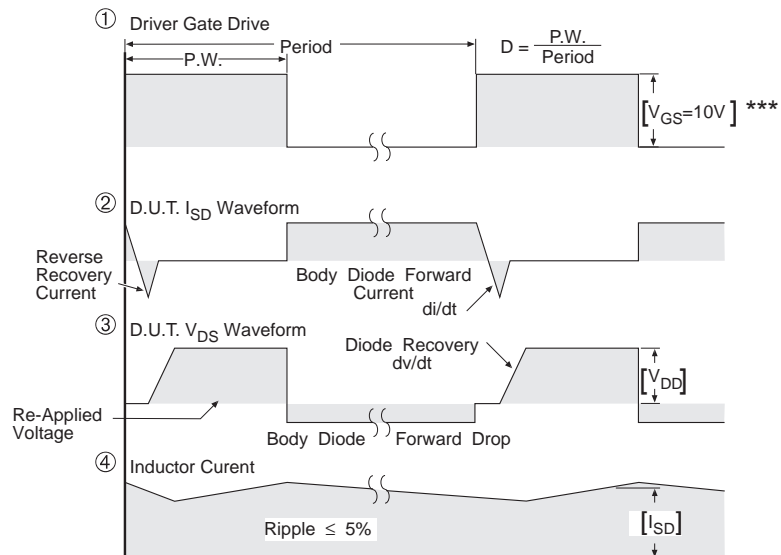 ① Driver Gate Drive
P.W.
Period
D = P.W.
Period
[VGS=10V] ***
② D.U.T. ISD Waveform
Reverse
Recovery
Current
Body Diode Forward
Current
di/dt
③ D.U.T. VDS Waveform
Diode Recovery
dv/dt
[VDD]
Re-Applied
Voltage
Body Diode Forward Drop
④ Inductor Curent
Ripple ≤ 5%
[ISD]